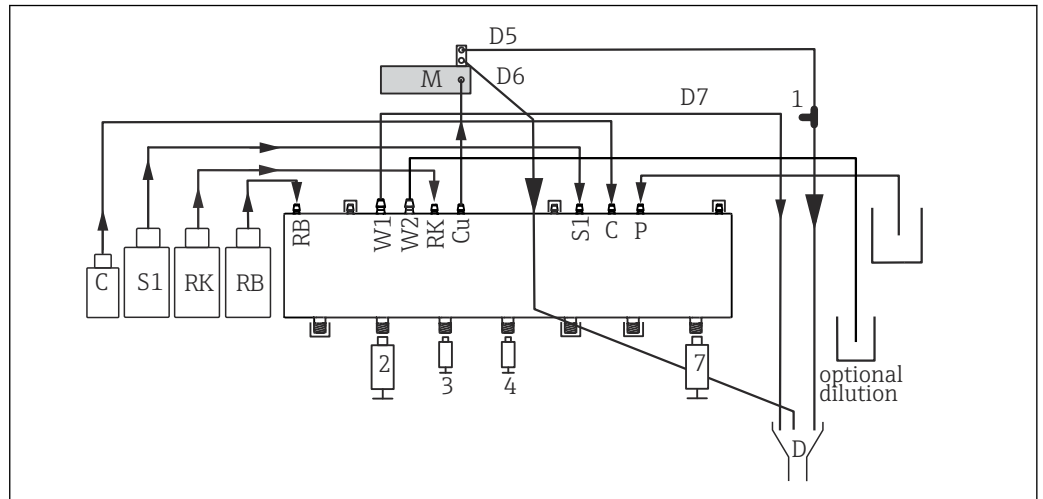 D5
M
D6
D7
1
RB
W1
W2
RK
Cu
S1
C
P
C
S1
RK
RB
2
3
4
7
optional
dilution
D